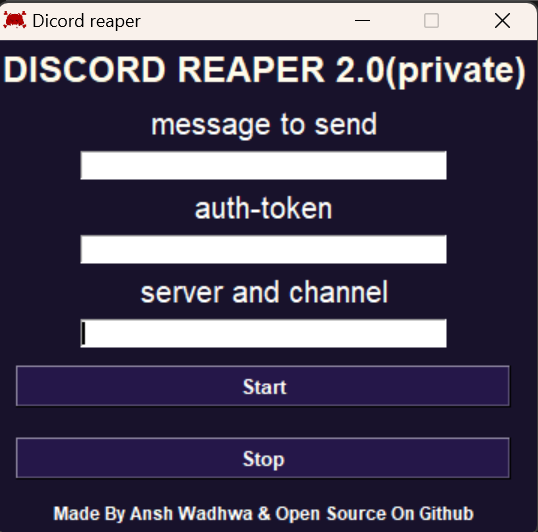 Dicord reaper
DISCORD REAPER 2.0(private)
message to send
auth-token
server and channel
Start
Stop
Made By Ansh Wadhwa & Open Source On Github